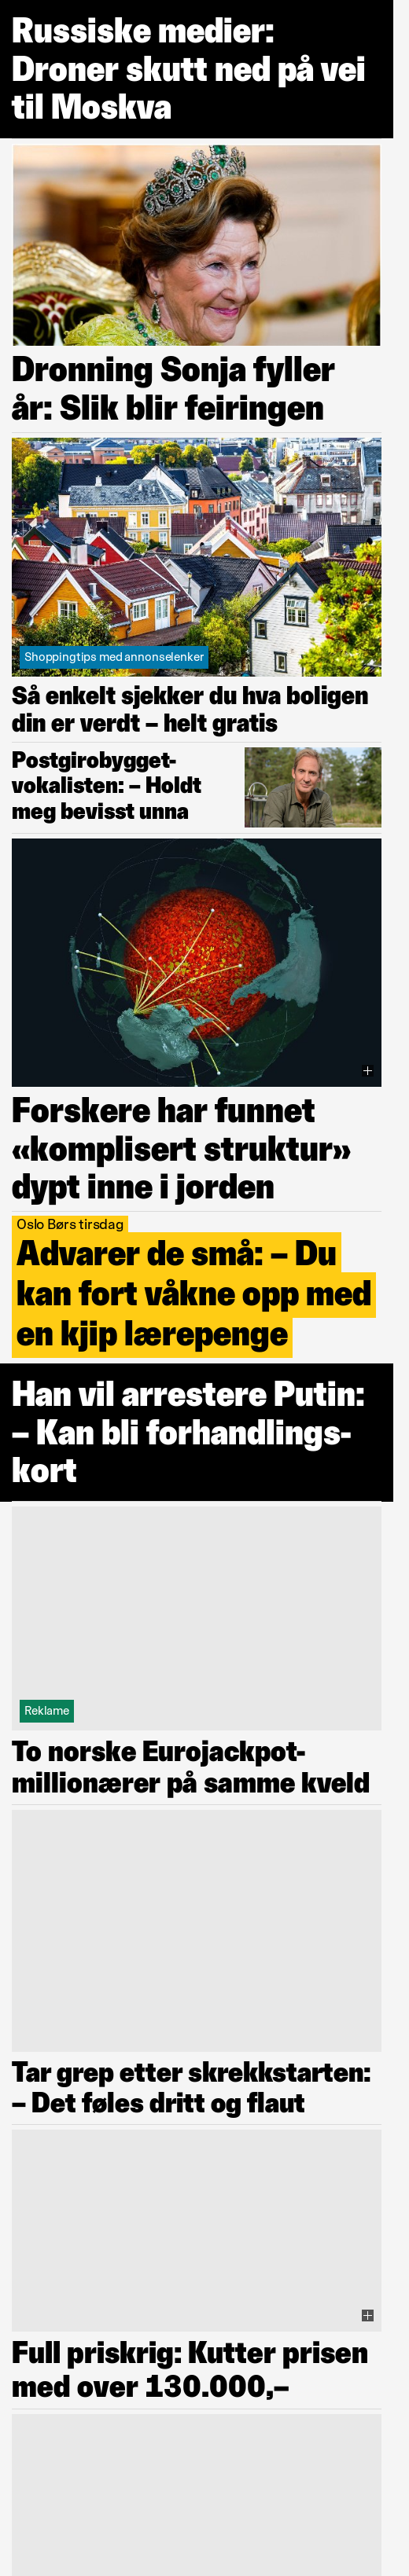 Russiske medier:
Droner skutt ned på vei
til Moskva
Dronning Sonja fyller
år: Slik blir feiringen
Shoppingtips med annonselenker
Så enkelt sjekker du hva boligen
din er verdt – helt gratis
Postgirobygget-
vokalisten: – Holdt
meg bevisst unna
Forskere har funnet
«komplisert struktur»
dypt inne i jorden
Oslo Børs tirsdag
Advarer de små: – Du
kan fort våkne opp med
en kjip lærepenge
Han vil arrestere Putin:
– Kan bli forhandlings-
kort
Reklame
To norske Eurojackpot-
millionærer på samme kveld
Tar grep etter skrekkstarten:
– Det føles dritt og flaut
Full priskrig: Kutter prisen
med over 130.000,–